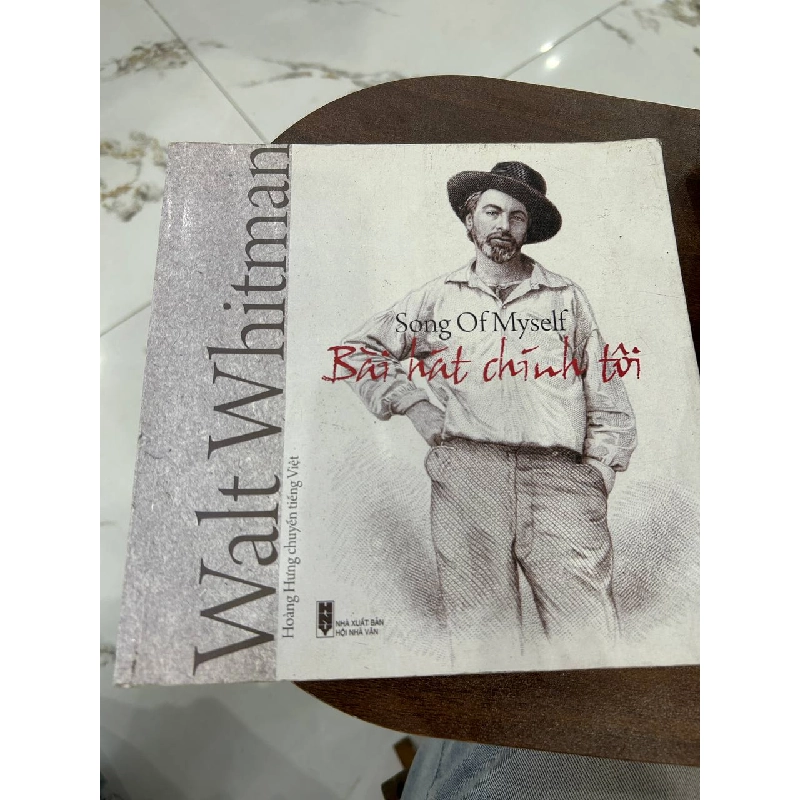 Walt Whitman
Hoàng Hưng chuyển tiếng Việt
Song Of Myself
Bài hát chính tôi
NHÀ XUẤT BẢN
HỘI NHÀ VĂN